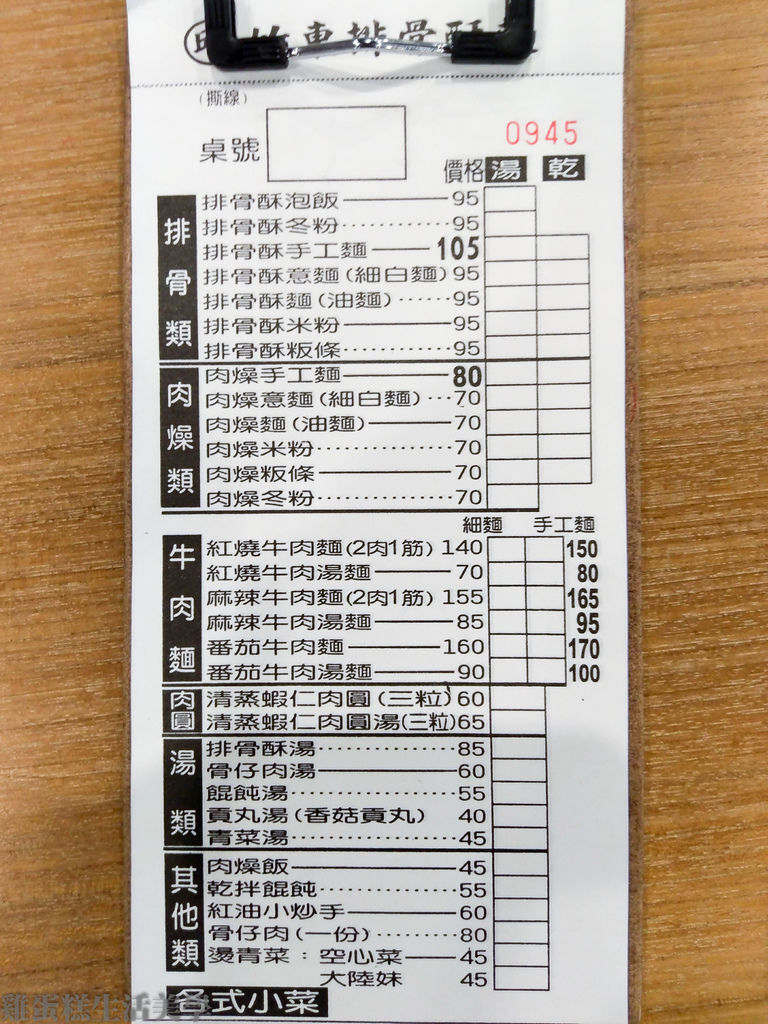 東排骨酥
(撕線)
桌號
0945
價格 湯 乾
排骨類
排骨酥泡飯 95
排骨酥冬粉 95
排骨酥手工麵 105
排骨酥意麵(細白麵) 95
排骨酥麵(油麵) 95
排骨酥米粉 95
排骨酥粄條 95
肉燥類
肉燥手工麵 80
肉燥意麵(細白麵) 70
肉燥麵(油麵) 70
肉燥米粉 70
肉燥粄條 70
肉燥冬粉 70
細麵 手工麵
牛肉麵
紅燒牛肉麵(2肉1筋) 140 150
紅燒牛肉湯麵 70 80
麻辣牛肉麵(2肉1筋) 155 165
麻辣牛肉湯麵 85 95
番茄牛肉麵 160 170
番茄牛肉湯麵 90 100
肉圓
清蒸蝦仁肉圓(三粒) 60
清蒸蝦仁肉圓湯(三粒) 65
湯類
排骨酥湯 85
骨仔肉湯 60
餛飩湯 55
貢丸湯(香菇貢丸) 40
青菜湯 45
其他類
肉燥飯 45
乾拌餛飩 55
紅油小炒手 60
骨仔肉(一份) 80
燙青菜：空心菜 45
大陸妹 45
各式小菜
雞蛋糕生活美